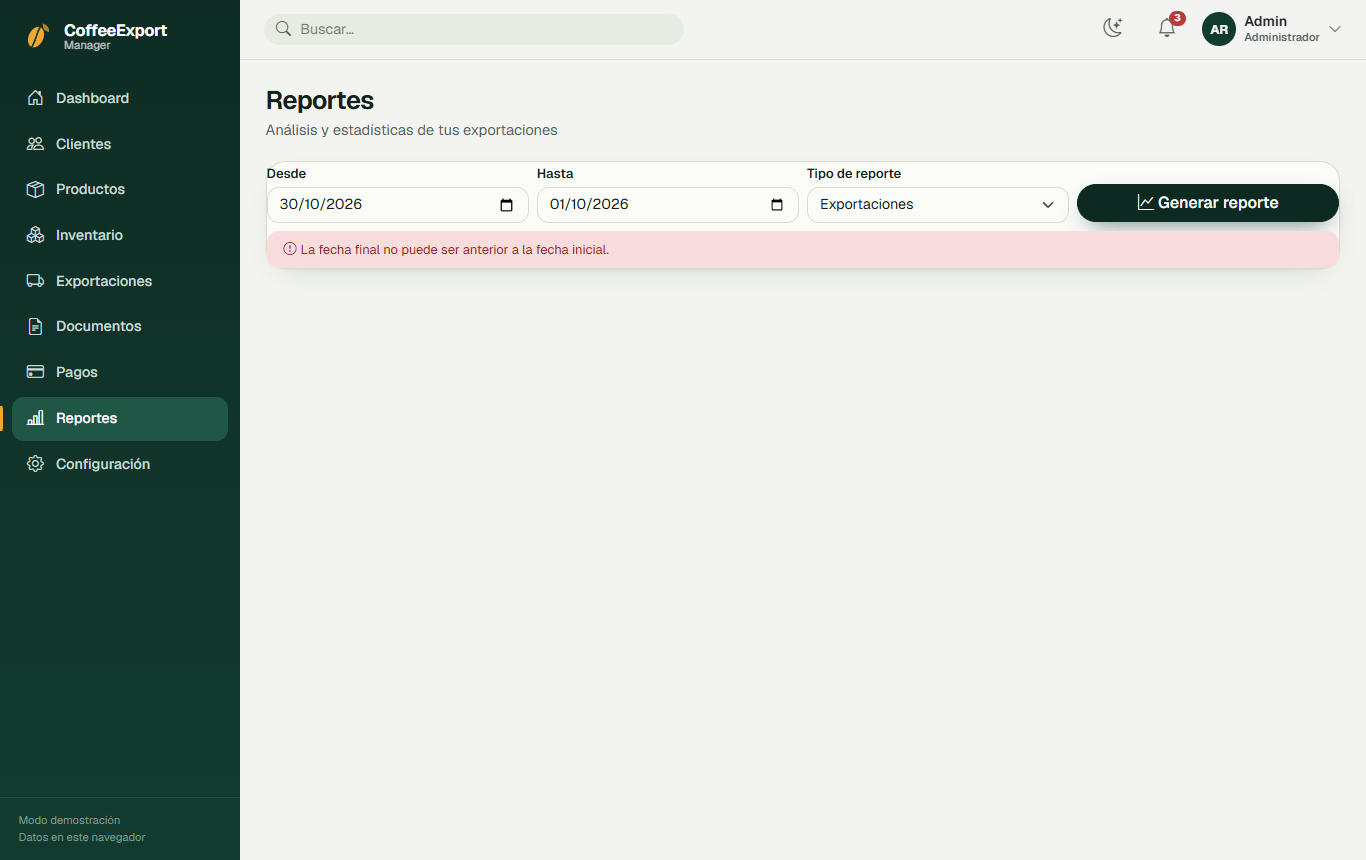 CoffeeExport
Manager
Dashboard
Clientes
Productos
Inventario
Exportaciones
Documentos
Pagos
Reportes
Configuración
Modo demostración
Datos en este navegador
Buscar...
3
AR
Admin
Administrador
Reportes
Análisis y estadísticas de tus exportaciones
Desde
Hasta
Tipo de reporte
30/10/2026
01/10/2026
Exportaciones
Generar reporte
La fecha final no puede ser anterior a la fecha inicial.